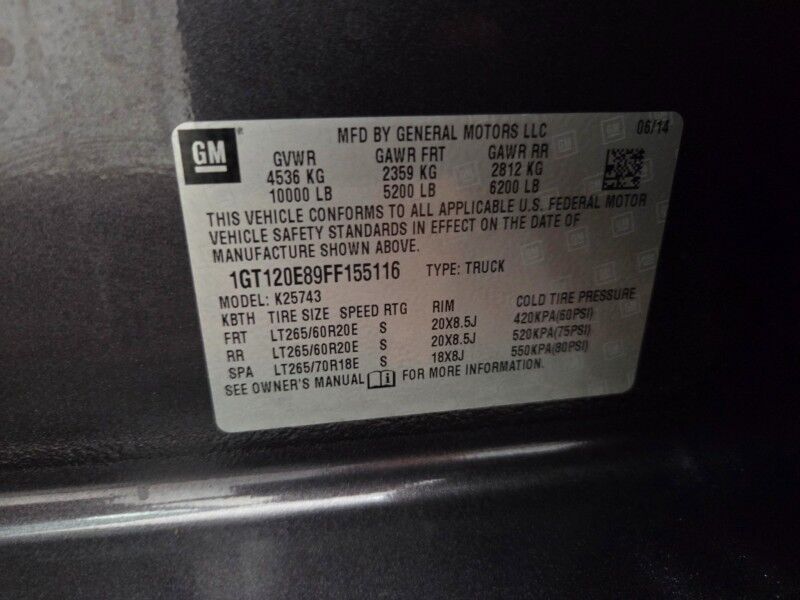 GM
MFD BY GENERAL MOTORS LLC 06/14
GVWR GAWR FRT GAWR RR
4536 KG 2359 KG 2812 KG
10000 LB 5200 LB 6200 LB
THIS VEHICLE CONFORMS TO ALL APPLICABLE U.S. FEDERAL MOTOR
VEHICLE SAFETY STANDARDS IN EFFECT ON THE DATE OF
MANUFACTURE SHOWN ABOVE.
1GT120E89FF155116 TYPE: TRUCK
MODEL: K25743
KBTH TIRE SIZE SPEED RTG RIM COLD TIRE PRESSURE
FRT LT265/60R20E S 20X8.5J 420KPA(60PSI)
RR LT265/60R20E S 20X8.5J 520KPA(75PSI)
SPA LT265/70R18E S 18X8J 550KPA(80PSI)
SEE OWNER'S MANUAL FOR MORE INFORMATION.